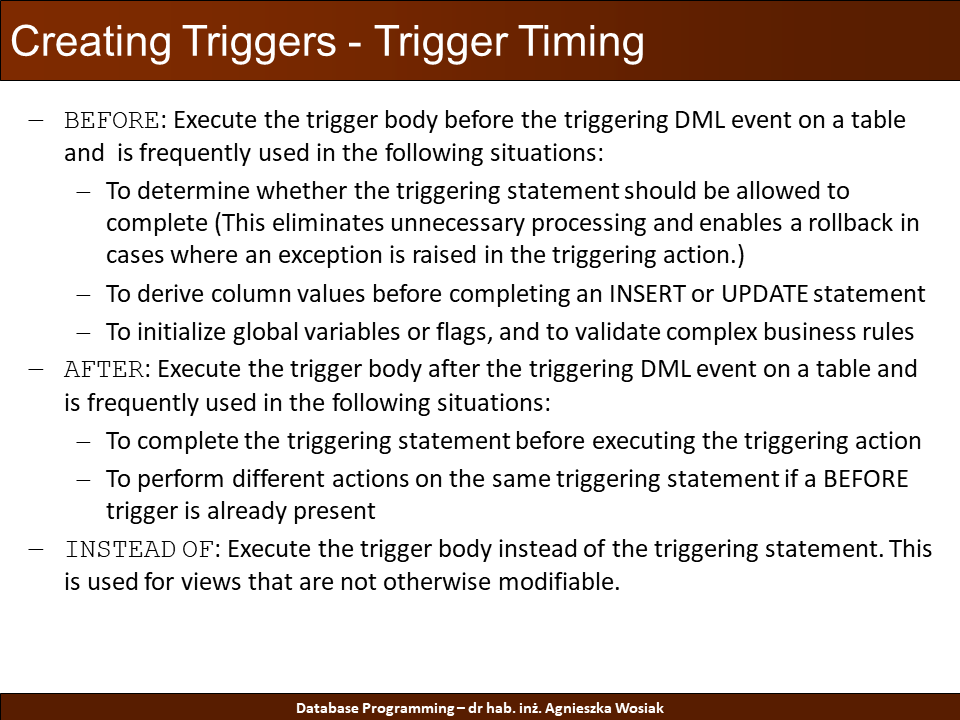 Creating Triggers - Trigger Timing
– BEFORE: Execute the trigger body before the triggering DML event on a table
and  is frequently used in the following situations:
– To determine whether the triggering statement should be allowed to
complete (This eliminates unnecessary processing and enables a rollback in
cases where an exception is raised in the triggering action.)
– To derive column values before completing an INSERT or UPDATE statement
– To initialize global variables or flags, and to validate complex business rules
– AFTER: Execute the trigger body after the triggering DML event on a table and
is frequently used in the following situations:
– To complete the triggering statement before executing the triggering action
– To perform different actions on the same triggering statement if a BEFORE
trigger is already present
– INSTEAD OF: Execute the trigger body instead of the triggering statement. This
is used for views that are not otherwise modifiable.
Database Programming – dr hab. inż. Agnieszka Wosiak